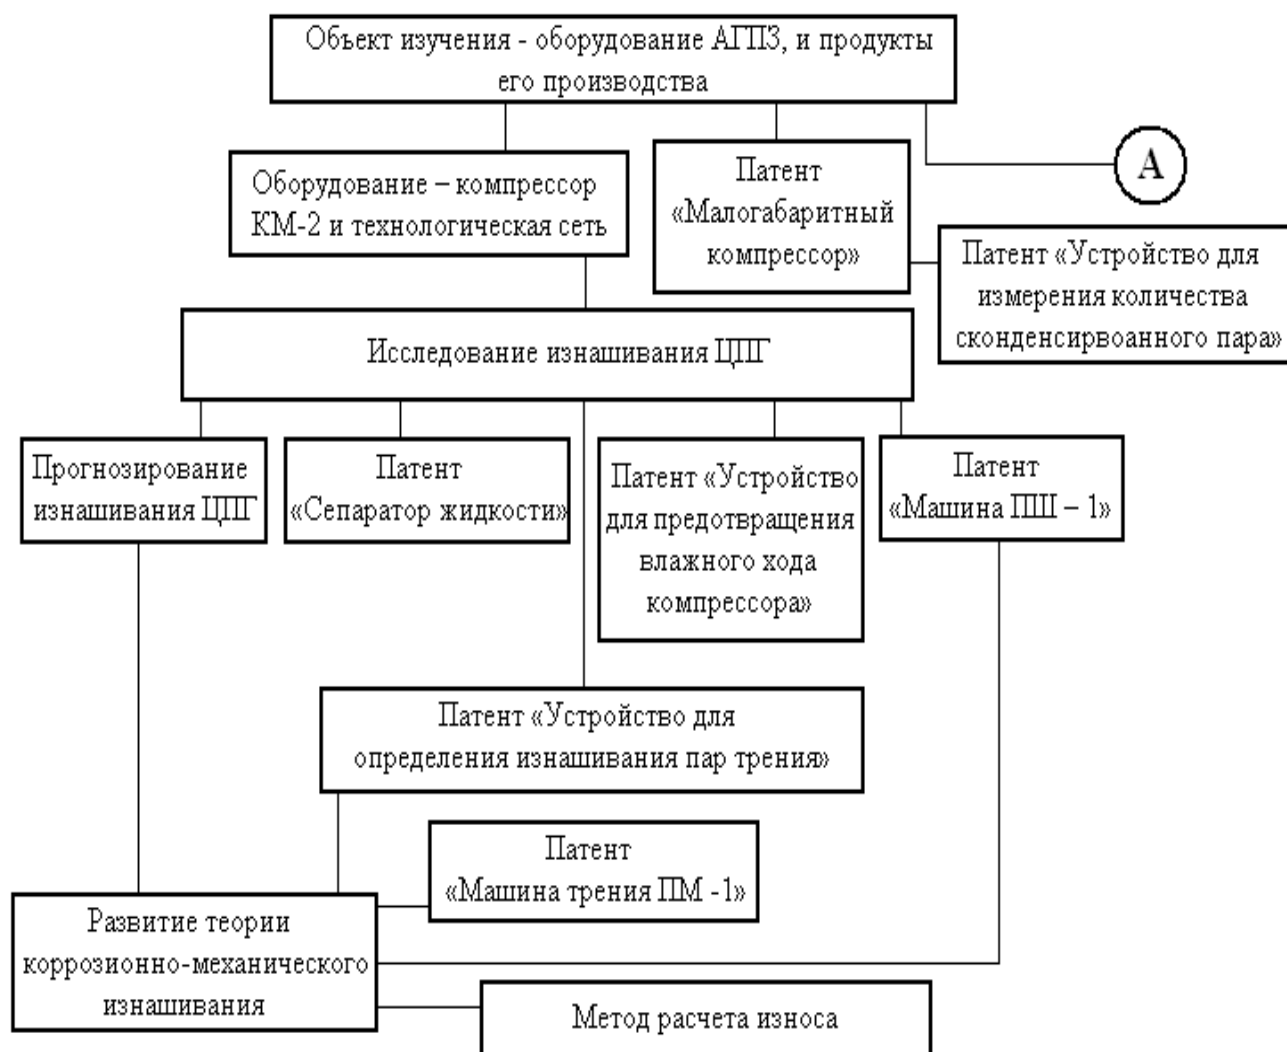 Объект изучения - оборудование АГПЗ, и продукты
его производства
А
Оборудование – компрессор
КМ-2 и технологическая сеть
Патент
«Малогабаритный
компрессор»
Патент «Устройство для
измерения количества
сконденсирвоанного пара»
Исследование изнашивания ЦПГ
Прогнозирование
изнашивания ЦПГ
Патент
«Сепаратор жидкости»
Патент «Устройство
для предотвращения
влажного хода
компрессора»
Патент
«Машина ПШ – 1»
Патент «Устройство для
определения изнашивания пар трения»
Патент
«Машина трения ПМ -1»
Развитие теории
коррозионно-механического
изнашивания
Метод расчета износа